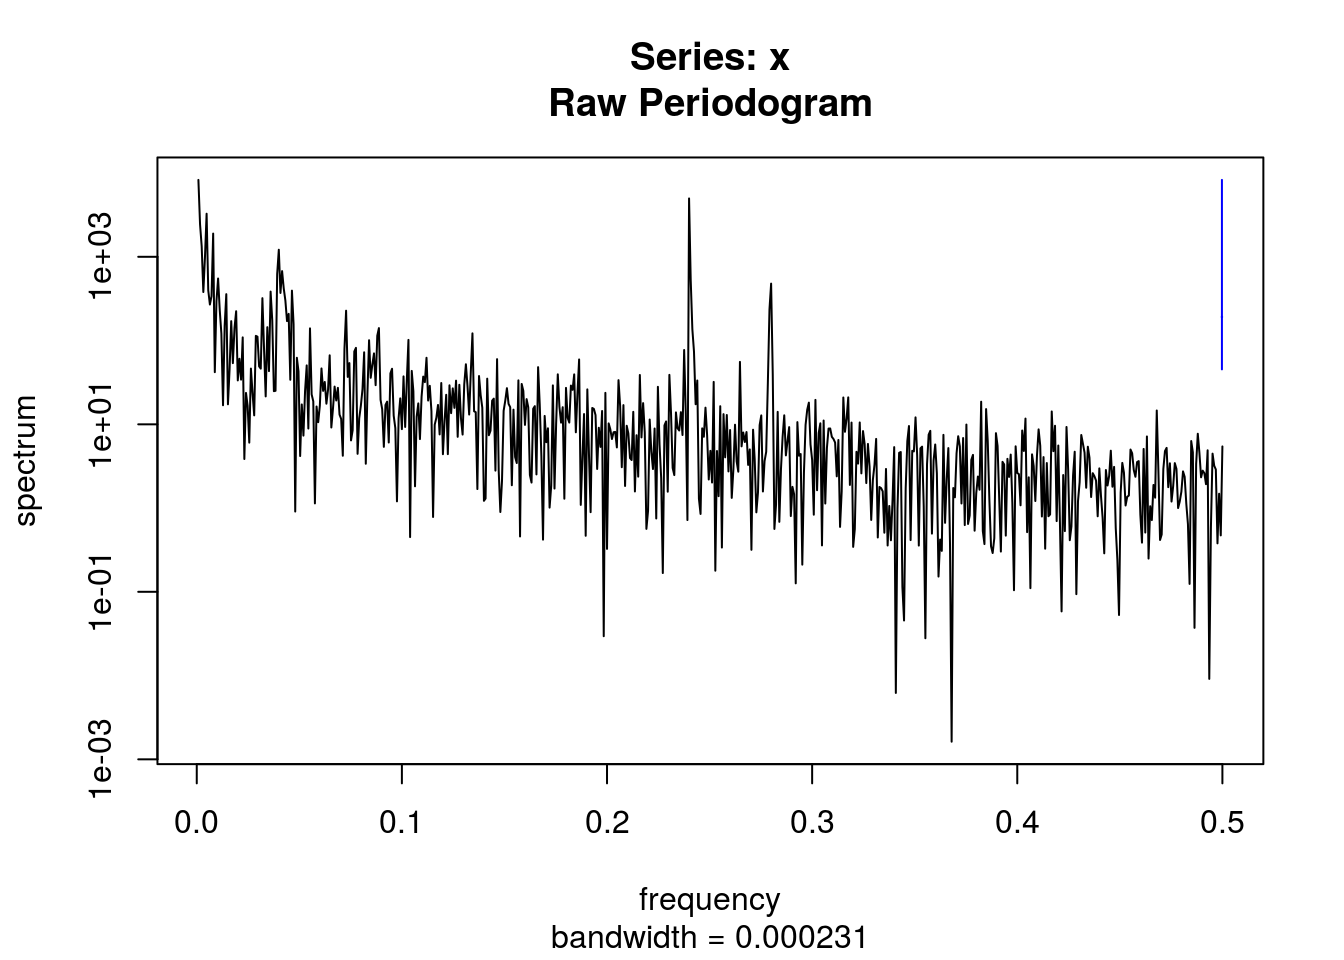 Series: x
Raw Periodogram
spectrum
1e+03
1e+01
1e-01
1e-03
0.0 0.1 0.2 0.3 0.4 0.5
frequency
bandwidth = 0.000231